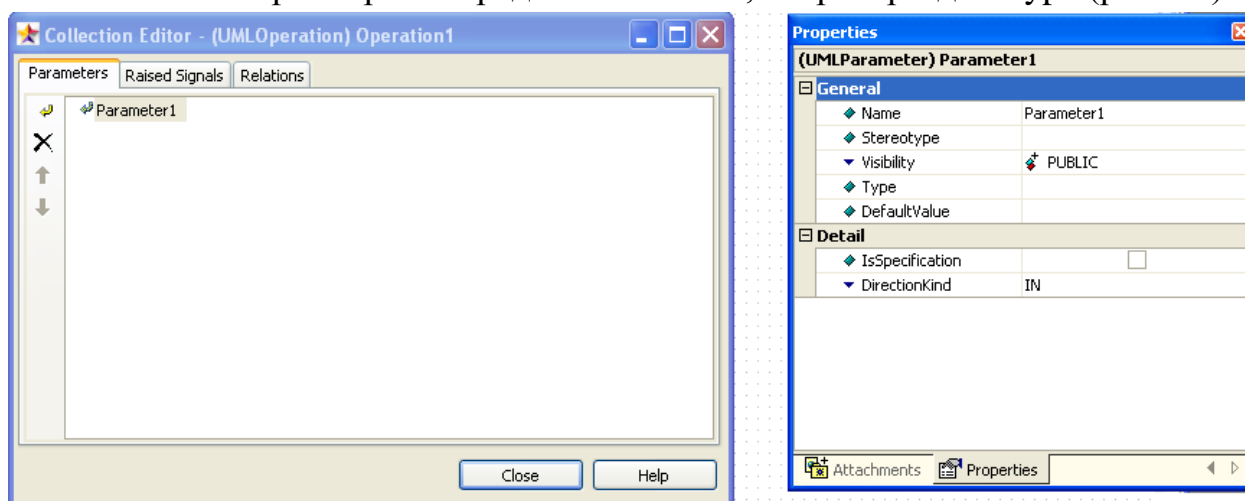 Collection Editor - (UMLOperation) Operation1
Parameters Raised Signals Relations
Parameter1
Close Help
Properties
(UMLParameter) Parameter1
General
Name Parameter1
Stereotype
Visibility PUBLIC
Type
DefaultValue
Detail
IsSpecification
DirectionKind IN
Attachments Properties